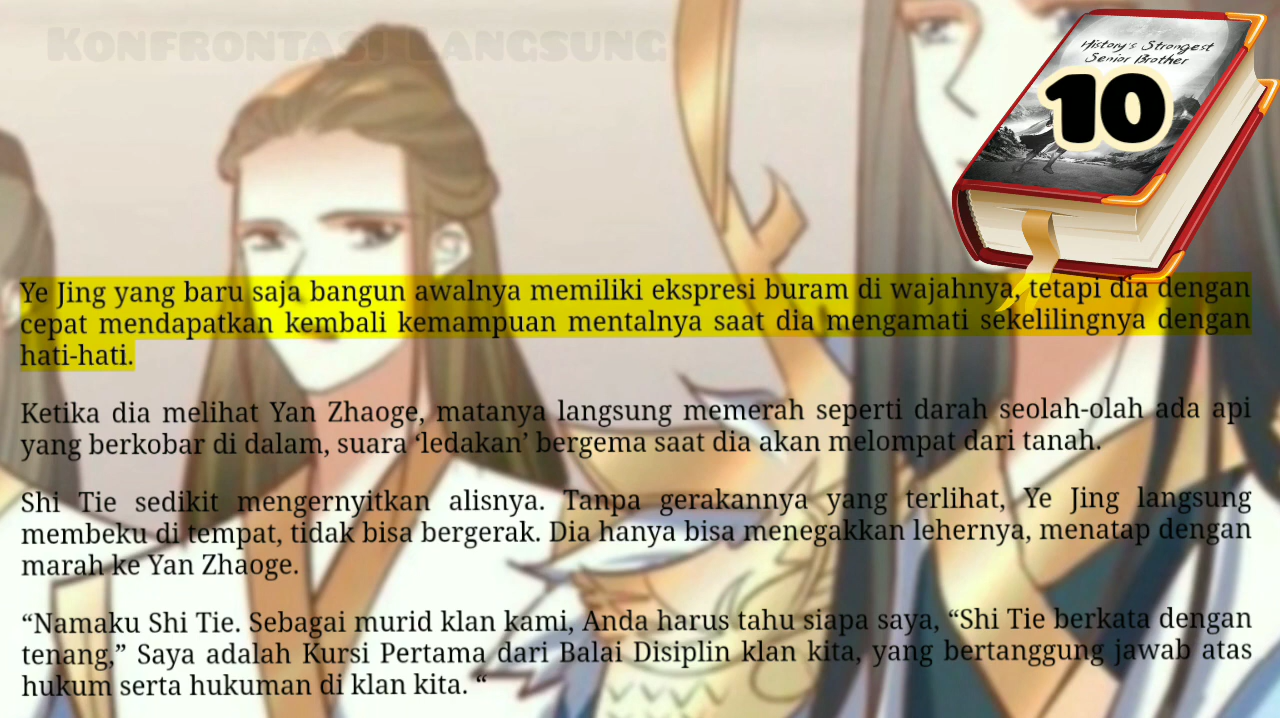 Konfrontasi Langsung
History's Strongest
Senior Brother
10
Ye Jing yang baru saja bangun awalnya memiliki ekspresi buram di wajahnya, tetapi dia dengan
cepat mendapatkan kembali kemampuan mentalnya saat dia mengamati sekelilingnya dengan
hati-hati.
Ketika dia melihat Yan Zhaoge, matanya langsung memerah seperti darah seolah-olah ada api
yang berkobar di dalam, suara ‘ledakan’ bergema saat dia akan melompat dari tanah.
Shi Tie sedikit mengernyitkan alisnya. Tanpa gerakannya yang terlihat, Ye Jing langsung
membeku di tempat, tidak bisa bergerak. Dia hanya bisa menegakkan lehernya, menatap dengan
marah ke Yan Zhaoge.
“Namaku Shi Tie. Sebagai murid klan kami, Anda harus tahu siapa saya, “Shi Tie berkata dengan
tenang,” Saya adalah Kursi Pertama dari Balai Disiplin klan kita, yang bertanggung jawab atas
hukum serta hukuman di klan kita. “